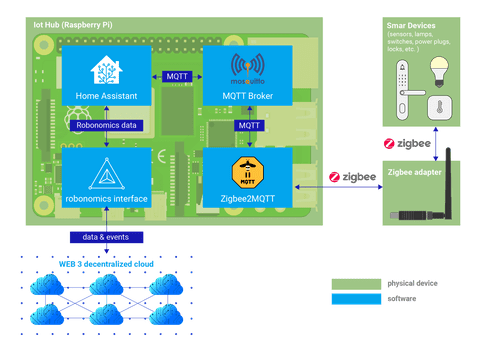 Iot Hub (Raspberry Pi)
Smar Devices
(sensors, lamps,
switches, power plugs,
locks, etc. )
Home Assistant
MQTT
mosquitto
MQTT Broker
Robonomics data
MQTT
zigbee
robonomics interface
MQTT
Zigbee2MQTT
zigbee
Zigbee adapter
data & events
WEB 3 decentralized cloud
physical device
software